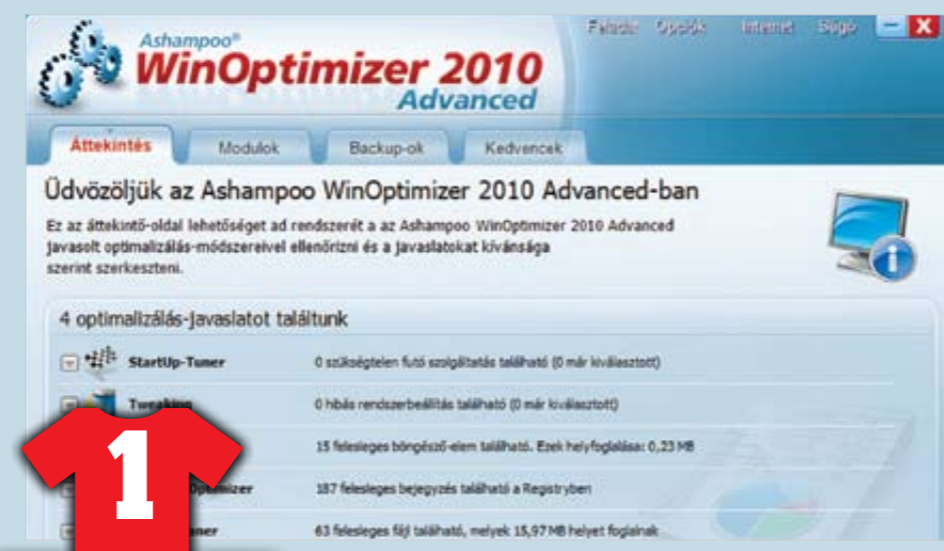 Feladat Opciók Internet Súgó
Ashampoo®
WinOptimizer 2010
Advanced
Áttekintés Modulok Backup-ok Kedvencek
Üdvözöljük az Ashampoo WinOptimizer 2010 Advanced-ban
Ez az áttekintő-oldal lehetőséget ad rendszerét a az Ashampoo WinOptimizer 2010 Advanced
javasolt optimalizálás-módszereivel ellenőrizni és a javaslatokat kívánsága
szerint szerkeszteni.
4 optimalizálás-javaslatot találtunk
StartUp-Tuner 0 szükségtelen futó szolgáltatás található (0 már kiválasztott)
Tweaking 0 hibás rendszerbeállítás található (0 már kiválasztott)
15 felesleges böngésző-elem található. Ezek helyfoglalása: 0,23 MB
187 felesleges bejegyzés található a Registryben
63 felesleges fájl található, melyek 15,97 MB helyet foglalnak
1